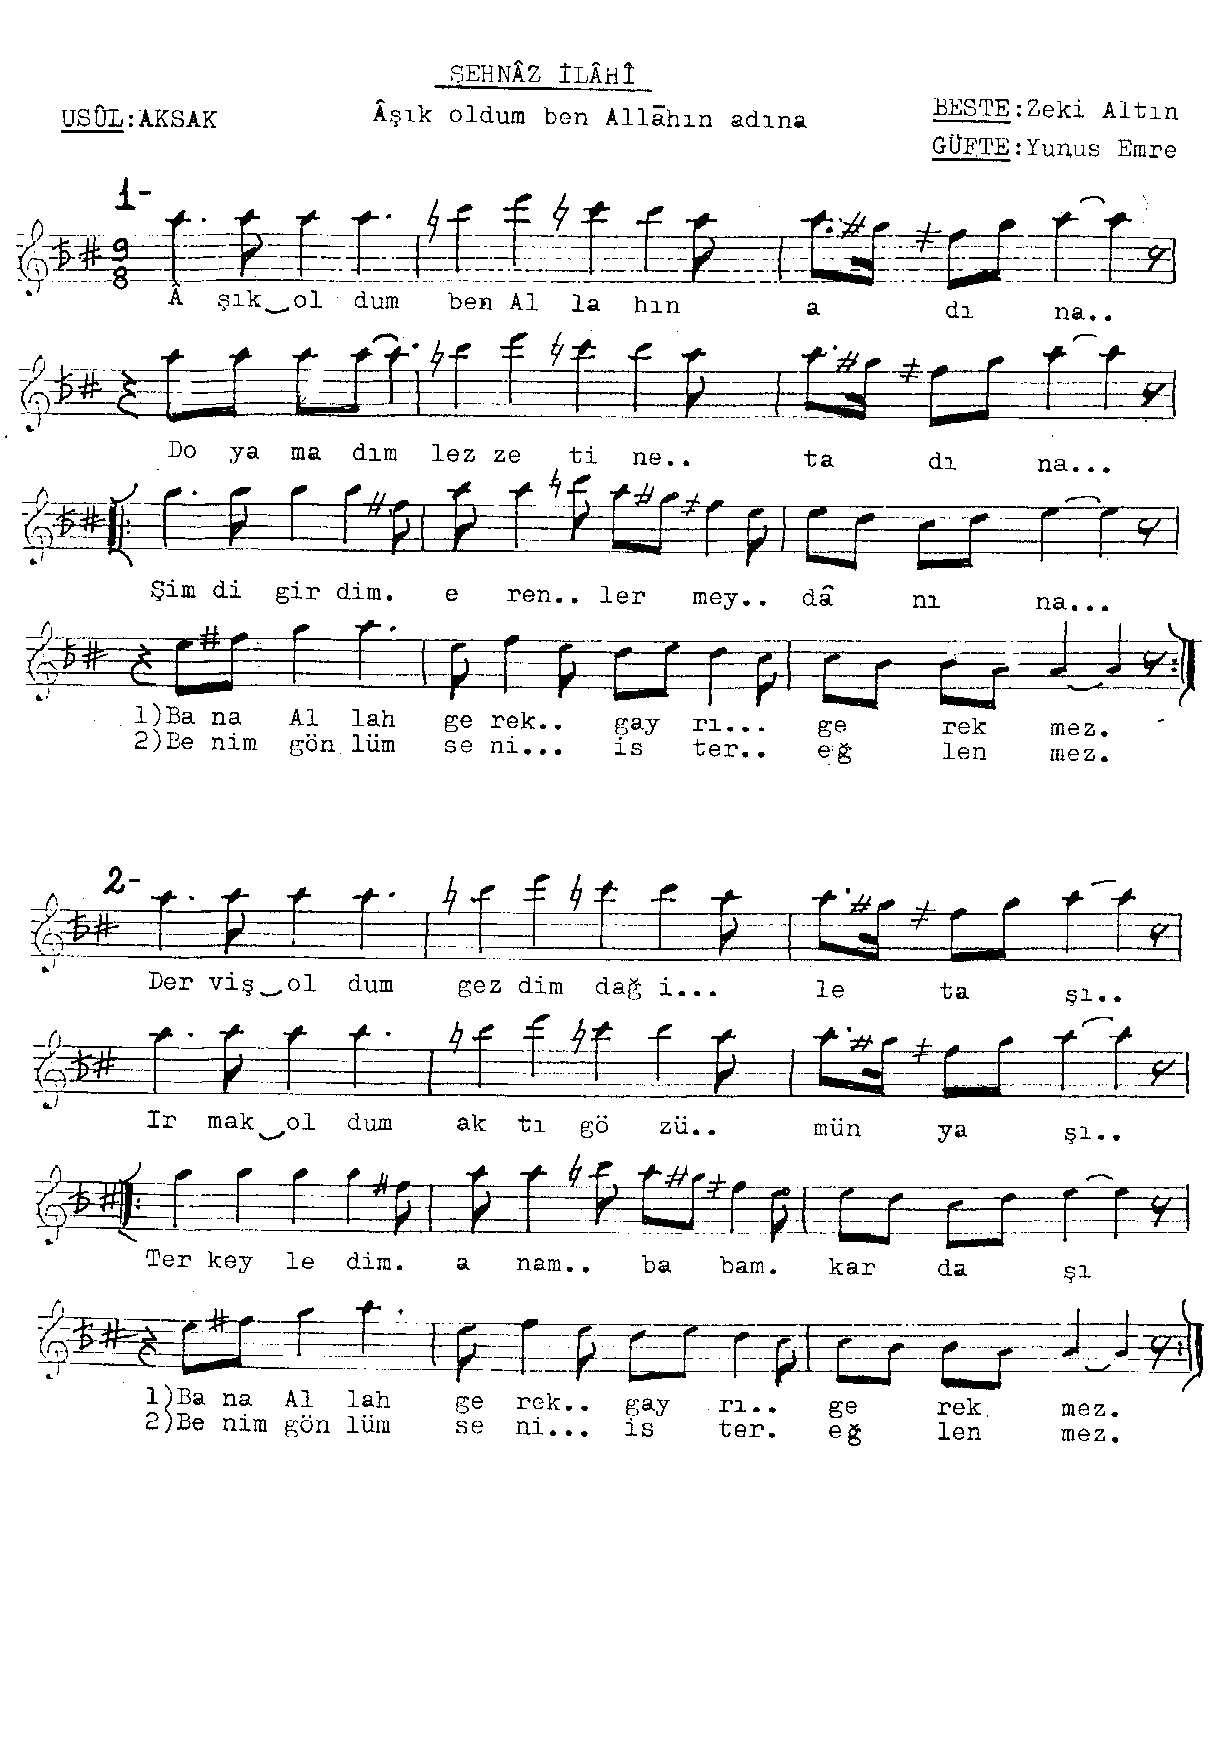 ŞEHNÂZ İLÂHÎ
USÛL:AKSAK
Âşık oldum ben Allāhın adına
BESTE:Zeki Altın
GÜFTE:Yunus Emre
1-
9
8
Â şık‿ol dum ben Al la hın a dı na..
Do ya ma dım lez ze ti ne.. ta dı na...
Şim di gir dim. e ren.. ler mey.. dâ nı na...
1)Ba na Al lah ge rek.. gay rı... ge rek mez.
2)Be nim gön lüm se ni... is ter.. eğ len mez.
2-
Der viş‿ol dum gez dim dağ i... le ta şı..
Ir mak‿ol dum ak tı gö zü.. mün ya şı..
Ter key le dim. a nam.. ba bam. kar da şı
1)Ba na Al lah ge rek.. gay rı.. ge rek mez.
2)Be nim gön lüm se ni... is ter. eğ len mez.